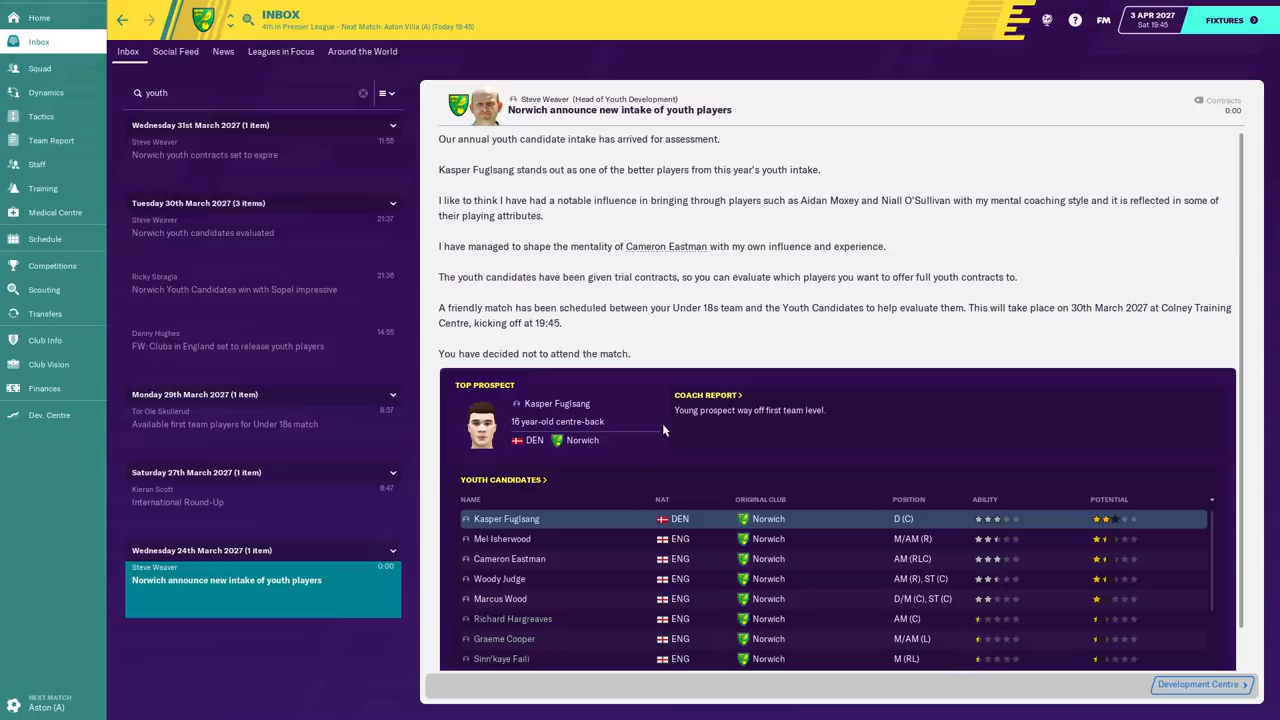 Home
Inbox
Squad
Dynamics
Tactics
Team Report
Staff
Training
Medical Centre
Schedule
Competitions
Scouting
Transfers
Club Info
Club Vision
Finances
Dev. Centre
NEXT MATCH
Aston (A)
INBOX
4th in Premier League - Next Match: Aston Villa (A) (Today 19:45)
FM
3 APR 2027
Sat 19:45
FIXTURES
Inbox Social Feed News Leagues in Focus Around the World
youth
Wednesday 31st March 2027 (1 item)
Steve Weaver 11:55
Norwich youth contracts set to expire
Tuesday 30th March 2027 (3 items)
Steve Weaver 21:37
Norwich youth candidates evaluated
Ricky Sbragia 21:36
Norwich Youth Candidates win with Sopel impressive
Danny Hughes 14:55
FW: Clubs in England set to release youth players
Monday 29th March 2027 (1 item)
Tor Ole Skullerud 8:37
Available first team players for Under 18s match
Saturday 27th March 2027 (1 item)
Kieran Scott 8:47
International Round-Up
Wednesday 24th March 2027 (1 item)
Steve Weaver 0:00
Norwich announce new intake of youth players
Steve Weaver (Head of Youth Development)
Norwich announce new intake of youth players
Contracts
0:00
Our annual youth candidate intake has arrived for assessment.
Kasper Fuglsang stands out as one of the better players from this year's youth intake.
I like to think I have had a notable influence in bringing through players such as Aidan Moxey and Niall O'Sullivan with my mental coaching style and it is reflected in some of
their playing attributes.
I have managed to shape the mentality of Cameron Eastman with my own influence and experience.
The youth candidates have been given trial contracts, so you can evaluate which players you want to offer full youth contracts to.
A friendly match has been scheduled between your Under 18s team and the Youth Candidates to help evaluate them. This will take place on 30th March 2027 at Colney Training
Centre, kicking off at 19:45.
You have decided not to attend the match.
TOP PROSPECT
Kasper Fuglsang
16 year-old centre-back
DEN Norwich
COACH REPORT >
Young prospect way off first team level.
YOUTH CANDIDATES >
NAME NAT ORIGINAL CLUB POSITION ABILITY POTENTIAL
Kasper Fuglsang DEN Norwich D (C)
Mel Isherwood ENG Norwich M/AM (R)
Cameron Eastman ENG Norwich AM (RLC)
Woody Judge ENG Norwich AM (R), ST (C)
Marcus Wood ENG Norwich D/M (C), ST (C)
Richard Hargreaves ENG Norwich AM (C)
Graeme Cooper ENG Norwich M/AM (L)
Sinn'kaye Faili ENG Norwich M (RL)
Development Centre >